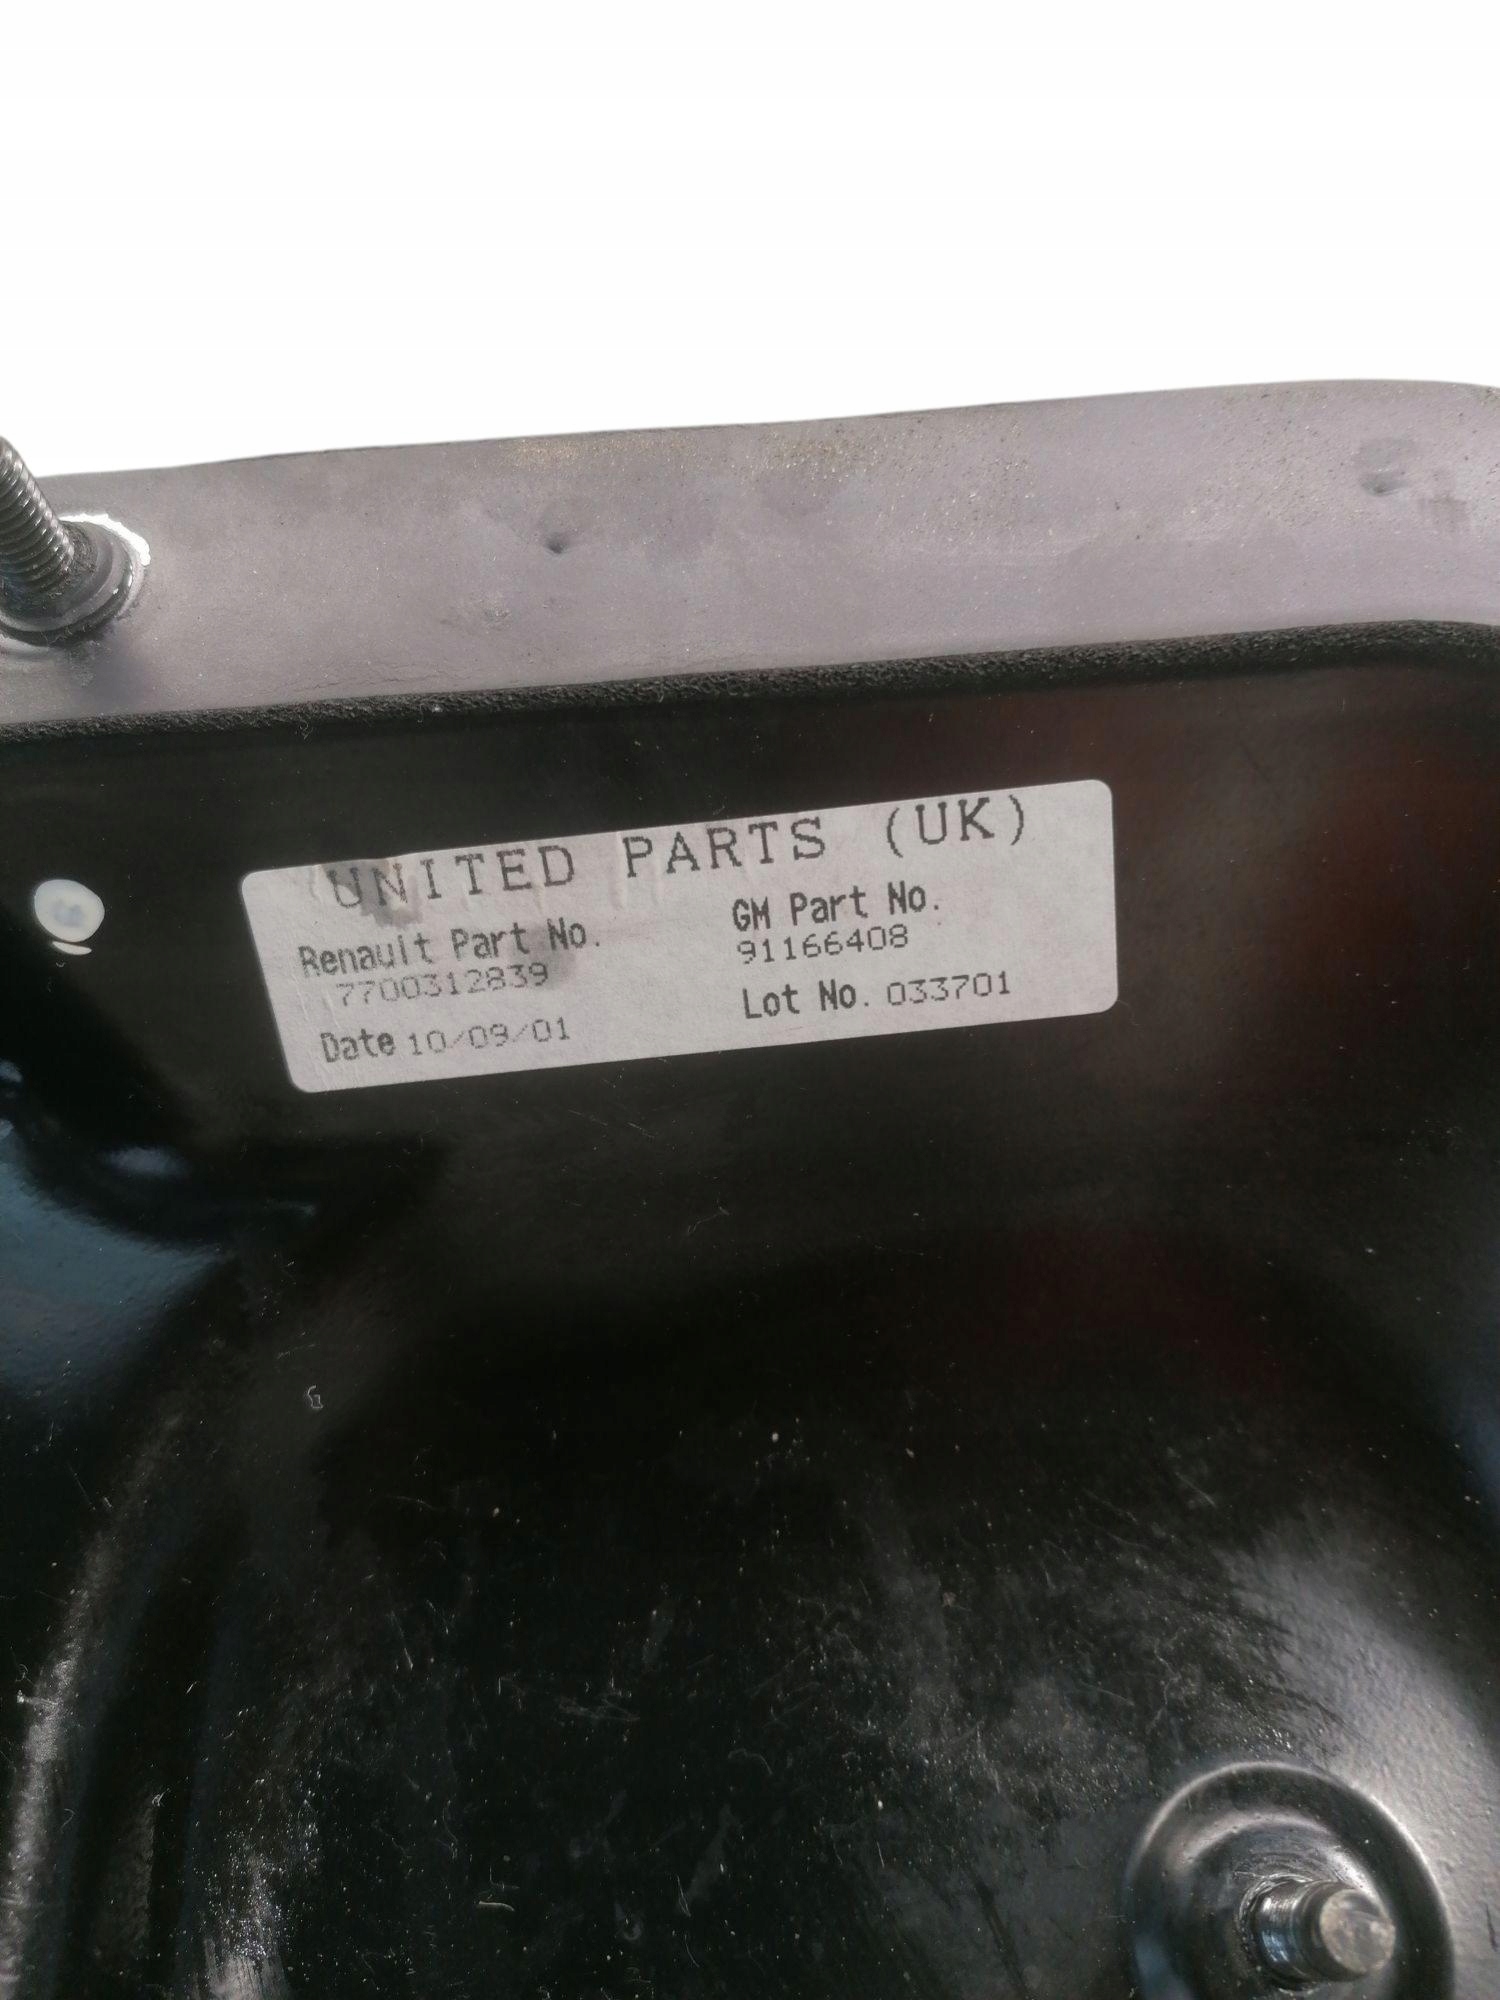 UNITED PARTS (UK)
Renault Part No.
7700312839
GM Part No.
91166408
Date 10/09/01
Lot No. 033701